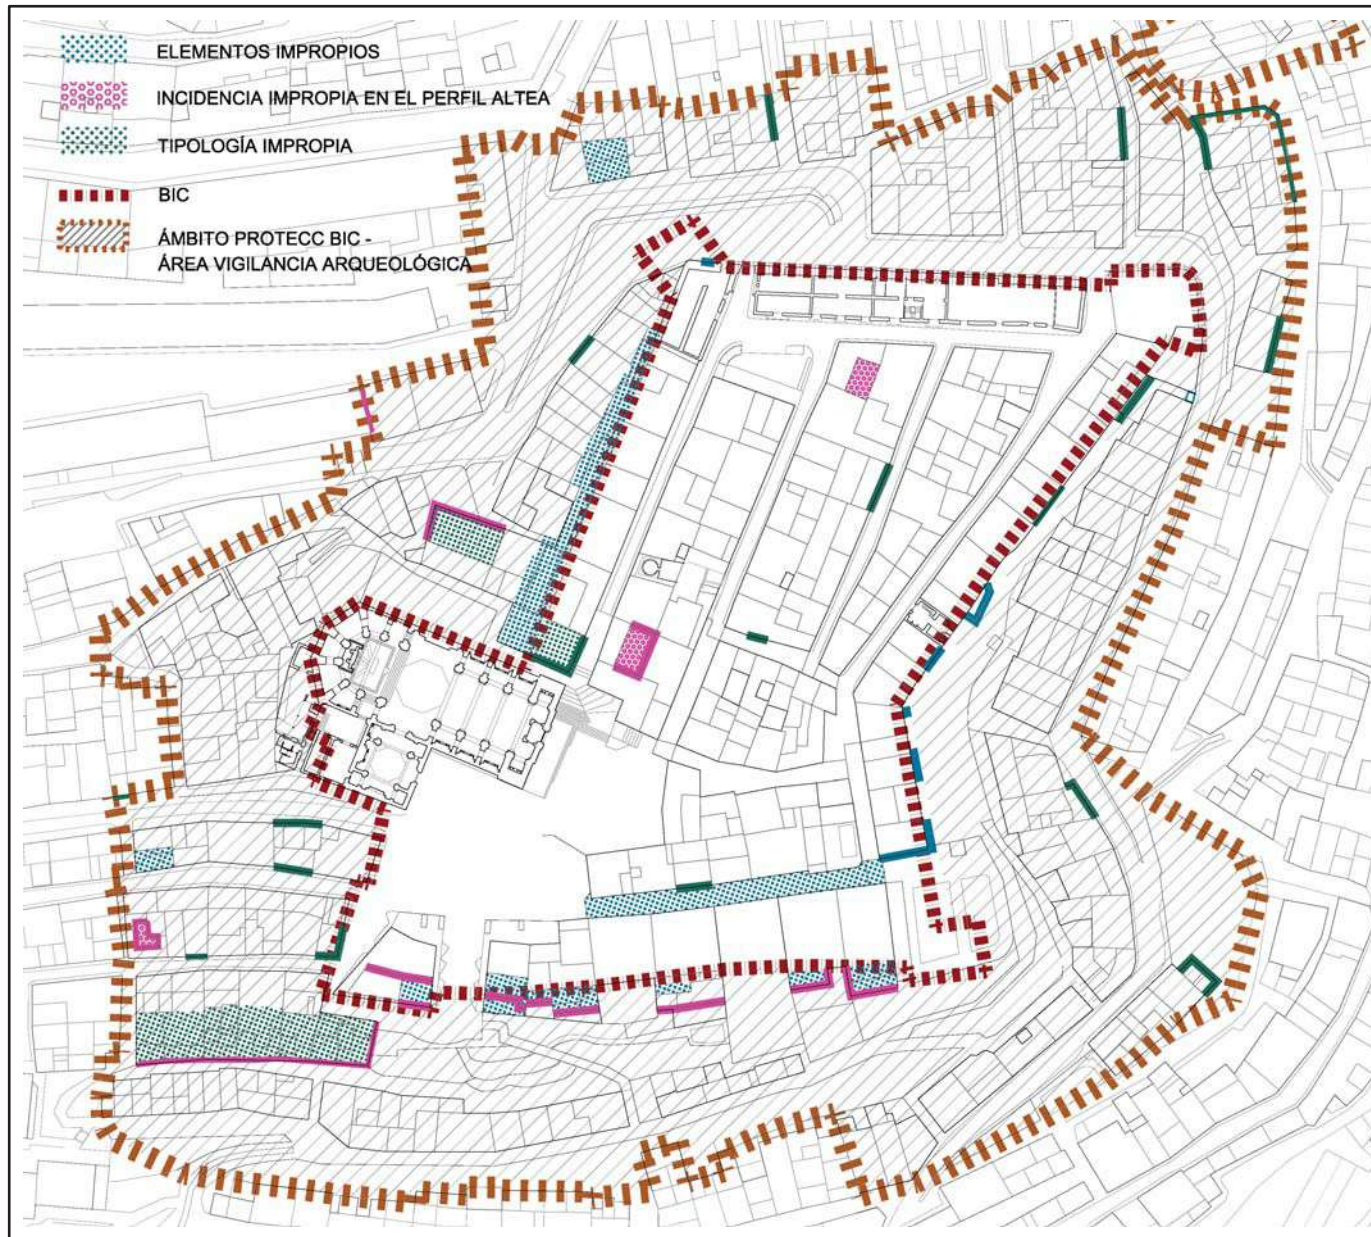 ELEMENTOS IMPROPIOS
INCIDENCIA IMPROPIA EN EL PERFIL ALTEA
TIPOLOGÍA IMPROPIA
BIC
ÁMBITO PROTECC BIC -
ÁREA VIGILANCIA ARQUEOLÓGICA